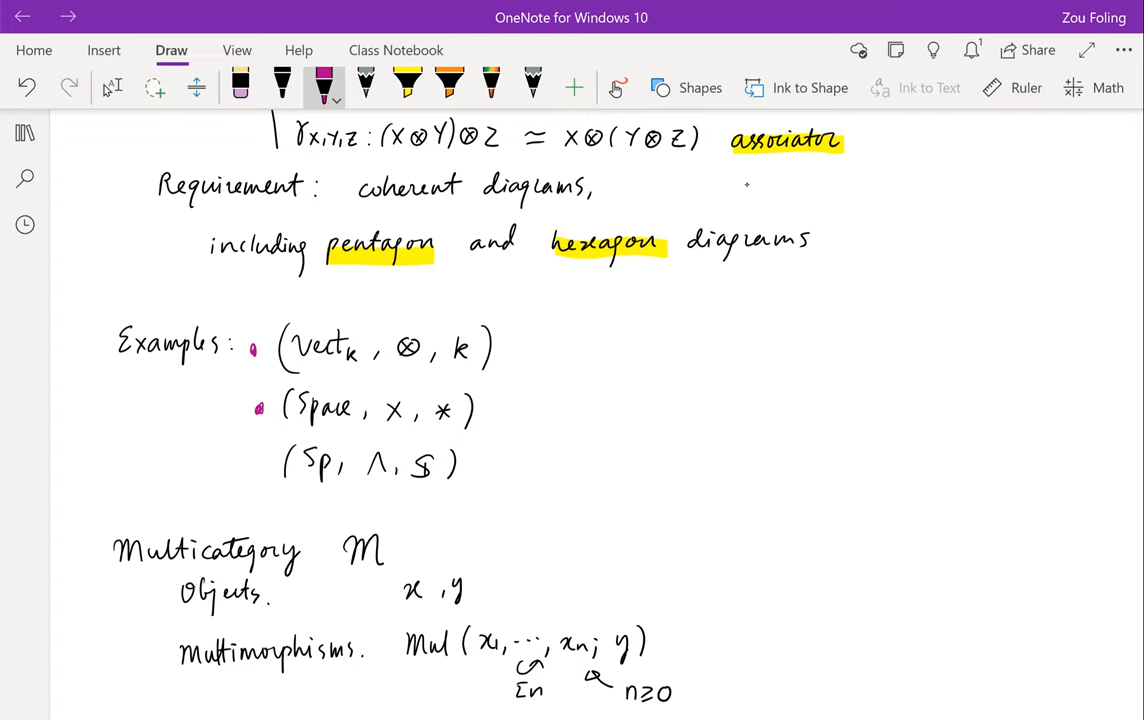 OneNote for Windows 10
Zou Foling
Home Insert Draw View Help Class Notebook
1 Share
Shapes Ink to Shape Ink to Text Ruler Math
γX,Y,Z : (X⊗Y)⊗Z ≃ X⊗(Y⊗Z) associator
Requirement: coherent diagrams,
including pentagon and hexagon diagrams
Examples: • (Vectk, ⊗, k)
• (Space, ×, *)
(Sp, ∧, 𝕊)
Multicategory M
Objects. x, y
Multimorphisms. Mul(x1, ⋯, xn; y)
Σn n≥0